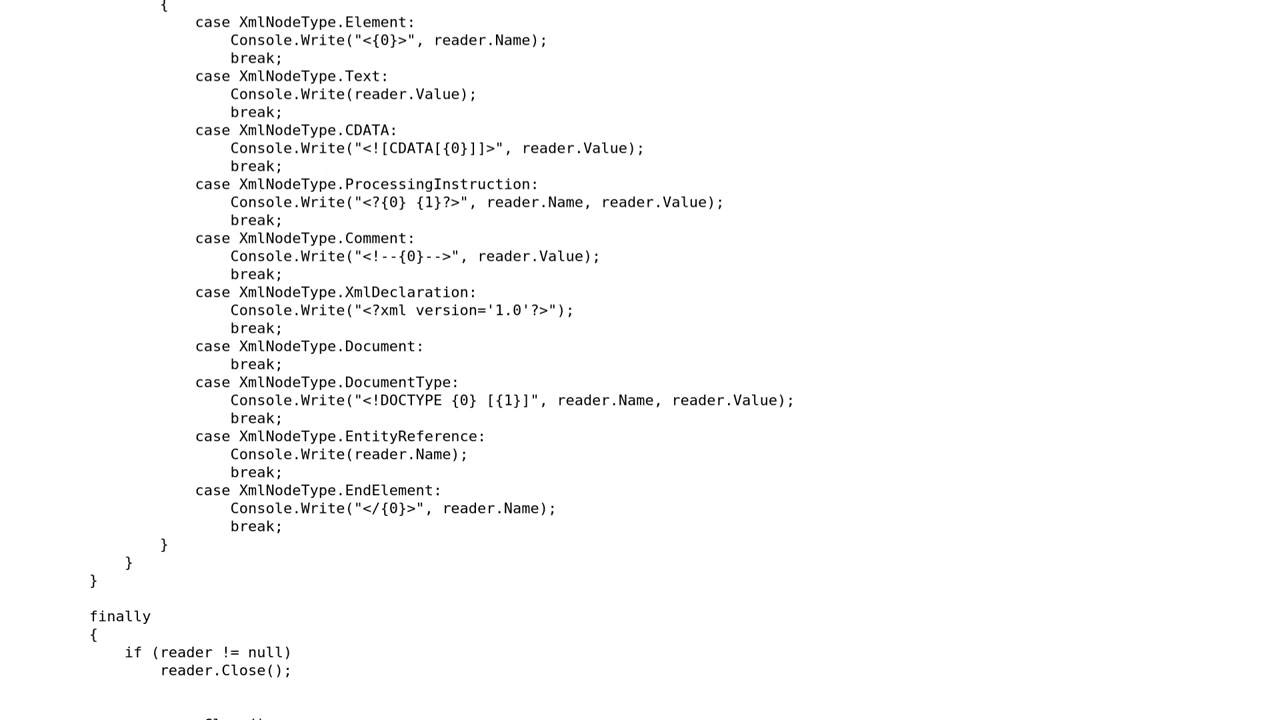 {
case XmlNodeType.Element:
Console.Write("<{0}>", reader.Name);
break;
case XmlNodeType.Text:
Console.Write(reader.Value);
break;
case XmlNodeType.CDATA:
Console.Write("<![CDATA[{0}]]>", reader.Value);
break;
case XmlNodeType.ProcessingInstruction:
Console.Write("<?{0} {1}?>", reader.Name, reader.Value);
break;
case XmlNodeType.Comment:
Console.Write("<!--{0}-->", reader.Value);
break;
case XmlNodeType.XmlDeclaration:
Console.Write("<?xml version='1.0'?>");
break;
case XmlNodeType.Document:
break;
case XmlNodeType.DocumentType:
Console.Write("<!DOCTYPE {0} [{1}]", reader.Name, reader.Value);
break;
case XmlNodeType.EntityReference:
Console.Write(reader.Name);
break;
case XmlNodeType.EndElement:
Console.Write("</{0}>", reader.Name);
break;
}
}
}
finally
{
if (reader != null)
reader.Close();